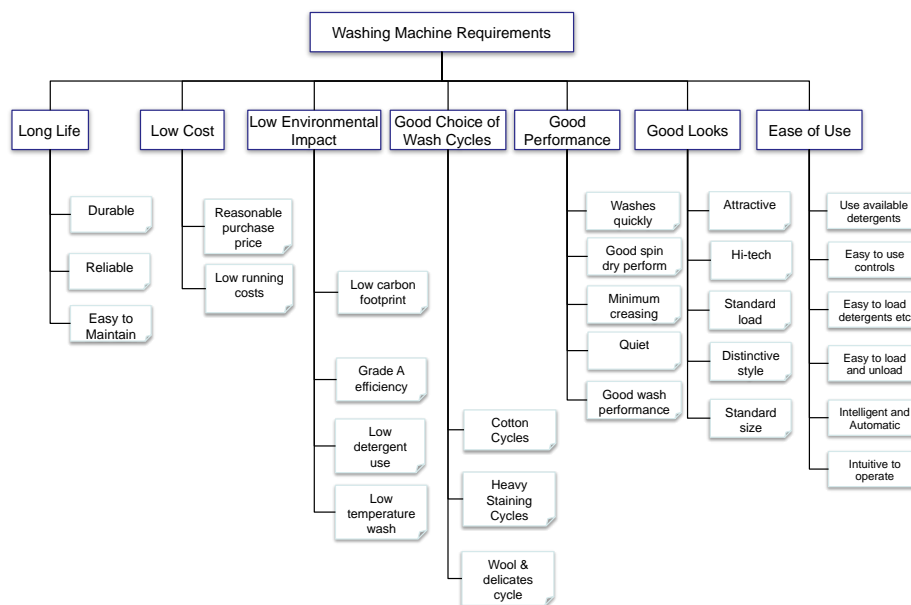 Washing Machine Requirements
Long Life
Low Cost
Low Environmental
Impact
Good Choice of
Wash Cycles
Good
Performance
Good Looks
Ease of Use
Durable
Reliable
Easy to
Maintain
Reasonable
purchase
price
Low running
costs
Low carbon
footprint
Grade A
efficiency
Low
detergent
use
Low
temperature
wash
Cotton
Cycles
Heavy
Staining
Cycles
Wool &
delicates
cycle
Washes
quickly
Good spin
dry perform
Minimum
creasing
Quiet
Good wash
performance
Attractive
Hi-tech
Standard
load
Distinctive
style
Standard
size
Use available
detergents
Easy to use
controls
Easy to load
detergents etc
Easy to load
and unload
Intelligent and
Automatic
Intuitive to
operate